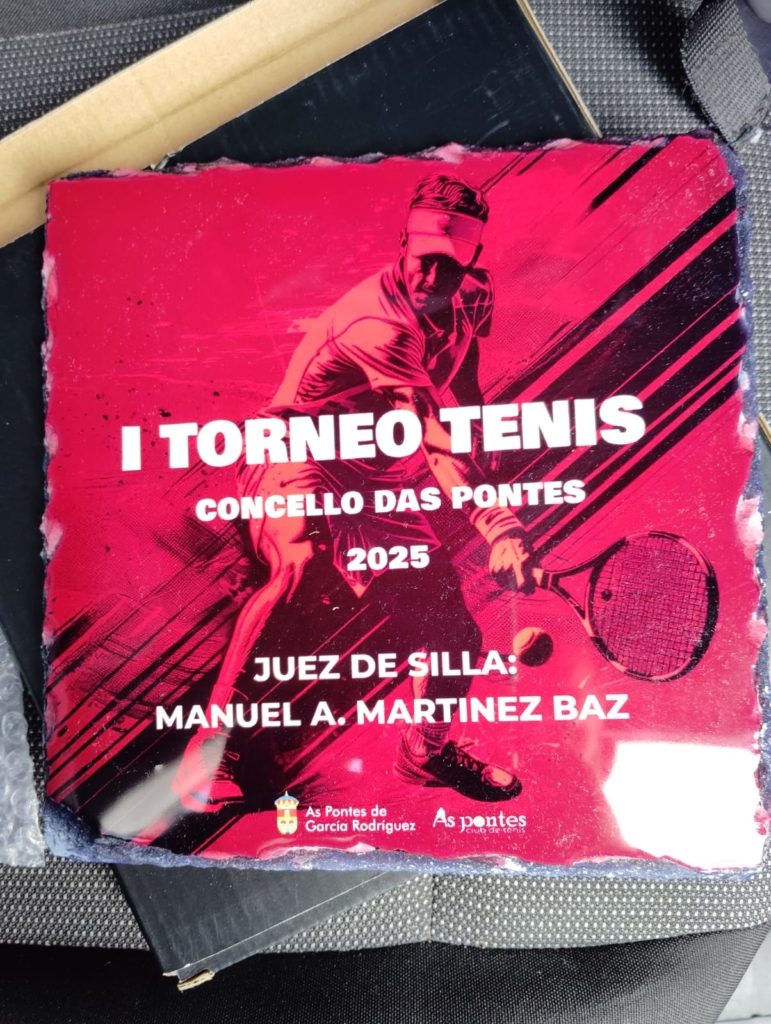 I TORNEO TENIS
CONCELLO DAS PONTES
2025
JUEZ DE SILLA:
MANUEL A. MARTINEZ BAZ
As Pontes de
García Rodríguez
As pontes
club de tenis